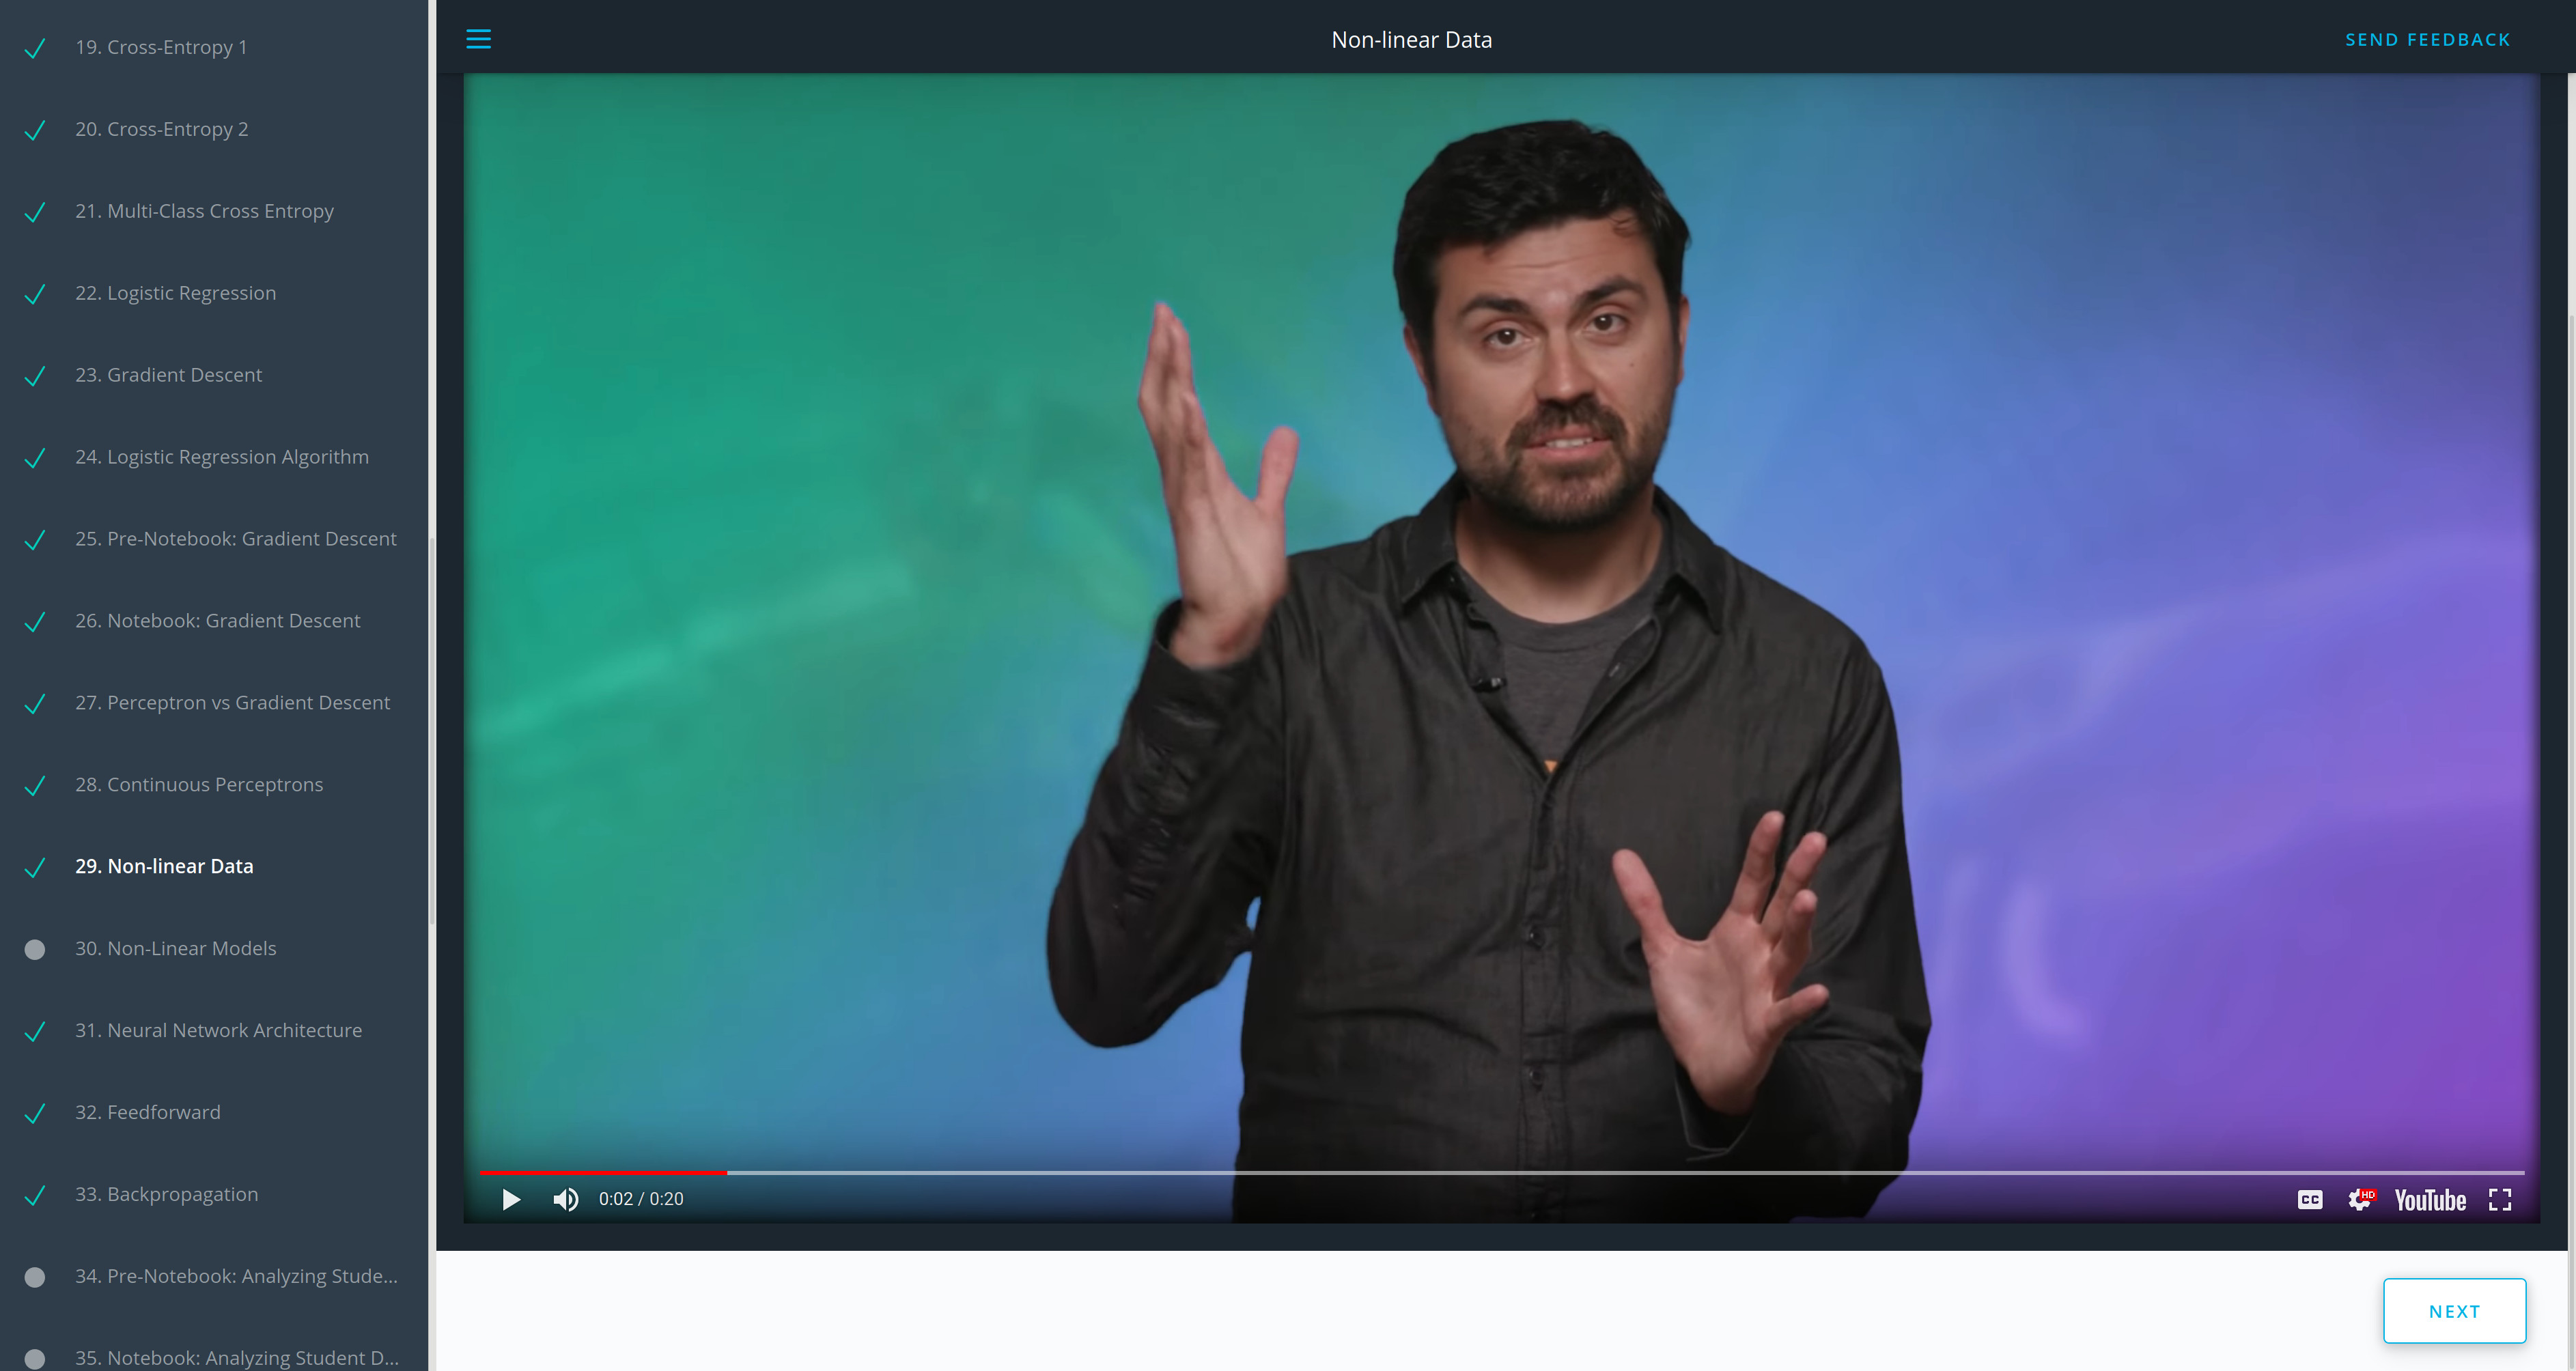 19. Cross-Entropy 1
20. Cross-Entropy 2
21. Multi-Class Cross Entropy
22. Logistic Regression
23. Gradient Descent
24. Logistic Regression Algorithm
25. Pre-Notebook: Gradient Descent
26. Notebook: Gradient Descent
27. Perceptron vs Gradient Descent
28. Continuous Perceptrons
29. Non-linear Data
30. Non-Linear Models
31. Neural Network Architecture
32. Feedforward
33. Backpropagation
34. Pre-Notebook: Analyzing Stude...
35. Notebook: Analyzing Student D...
Non-linear Data
SEND FEEDBACK
0:02 / 0:20
CC
HD
YouTube
NEXT